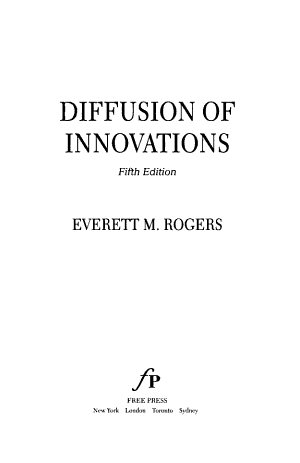 DIFFUSION OF
INNOVATIONS
Fifth Edition
EVERETT M. ROGERS
fP
FREE PRESS
New York London Toronto Sydney